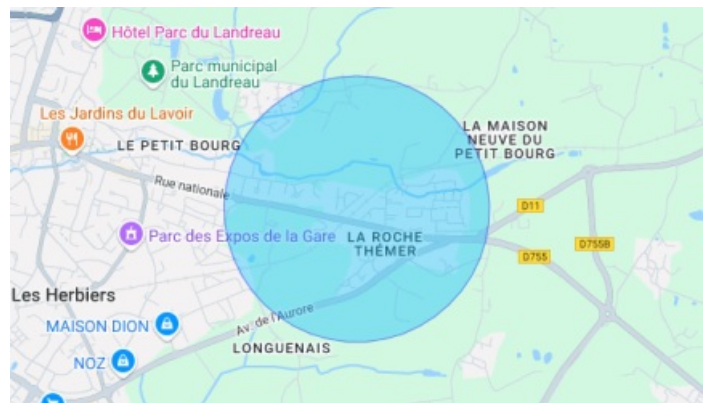 Hôtel Parc du Landreau
Parc municipal
du Landreau
Les Jardins du Lavoir
LE PETIT BOURG
LA MAISON
NEUVE DU
PETIT BOURG
Rue nationale
D11
Parc des Expos de la Gare
LA ROCHE
THÉMER
D755B
D755
Les Herbiers
MAISON DION
Av. de l'Aurore
LONGUENAIS
NOZ